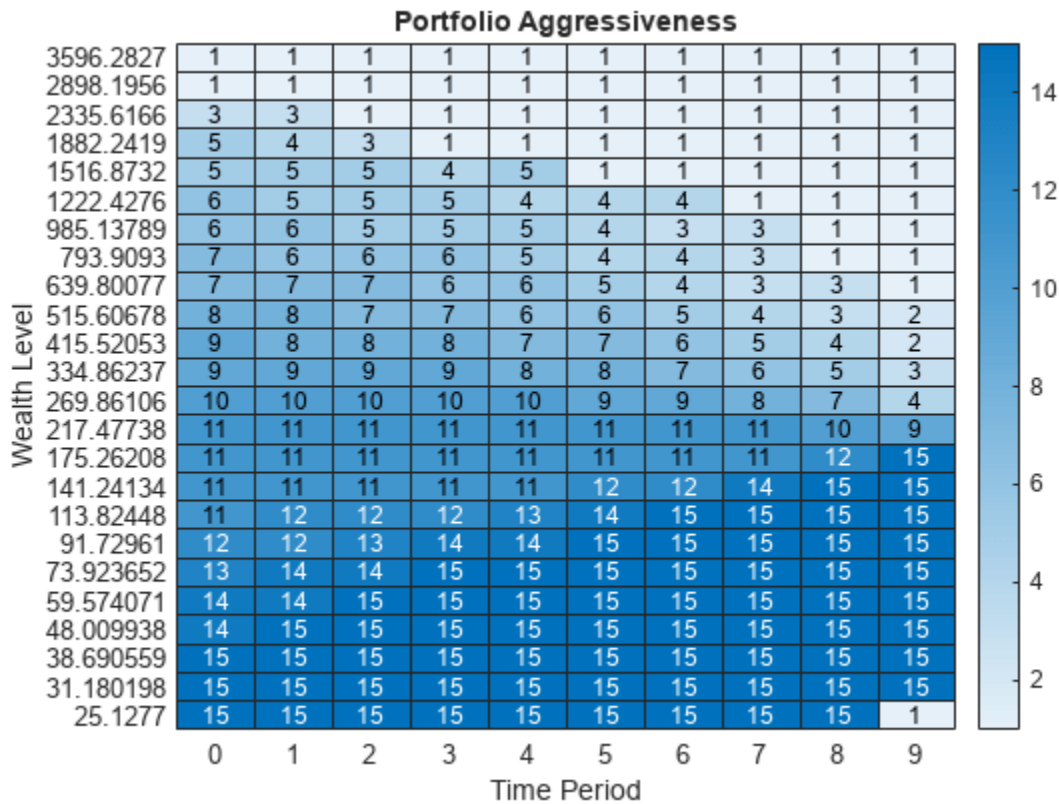 Portfolio Aggressiveness
3596.2827 1 1 1 1 1 1 1 1 1 1
2898.1956 1 1 1 1 1 1 1 1 1 1
2335.6166 3 3 1 1 1 1 1 1 1 1
1882.2419 5 4 3 1 1 1 1 1 1 1
1516.8732 5 5 5 4 5 1 1 1 1 1
1222.4276 6 5 5 5 4 4 4 1 1 1
985.13789 6 6 5 5 5 4 3 3 1 1
793.9093 7 6 6 6 5 4 4 3 1 1
639.80077 7 7 7 6 6 5 4 3 3 1
515.60678 8 8 7 7 6 6 5 4 3 2
415.52053 9 8 8 8 7 7 6 5 4 2
334.86237 9 9 9 9 8 8 7 6 5 3
269.86106 10 10 10 10 10 9 9 8 7 4
217.47738 11 11 11 11 11 11 11 11 10 9
175.26208 11 11 11 11 11 11 11 11 12 15
141.24134 11 11 11 11 11 12 12 14 15 15
113.82448 11 12 12 12 13 14 15 15 15 15
91.72961 12 12 13 14 14 15 15 15 15 15
73.923652 13 14 14 15 15 15 15 15 15 15
59.574071 14 14 15 15 15 15 15 15 15 15
48.009938 14 15 15 15 15 15 15 15 15 15
38.690559 15 15 15 15 15 15 15 15 15 15
31.180198 15 15 15 15 15 15 15 15 15 15
25.1277 15 15 15 15 15 15 15 15 15 1
0 1 2 3 4 5 6 7 8 9
Time Period
Wealth Level
14
12
10
8
6
4
2